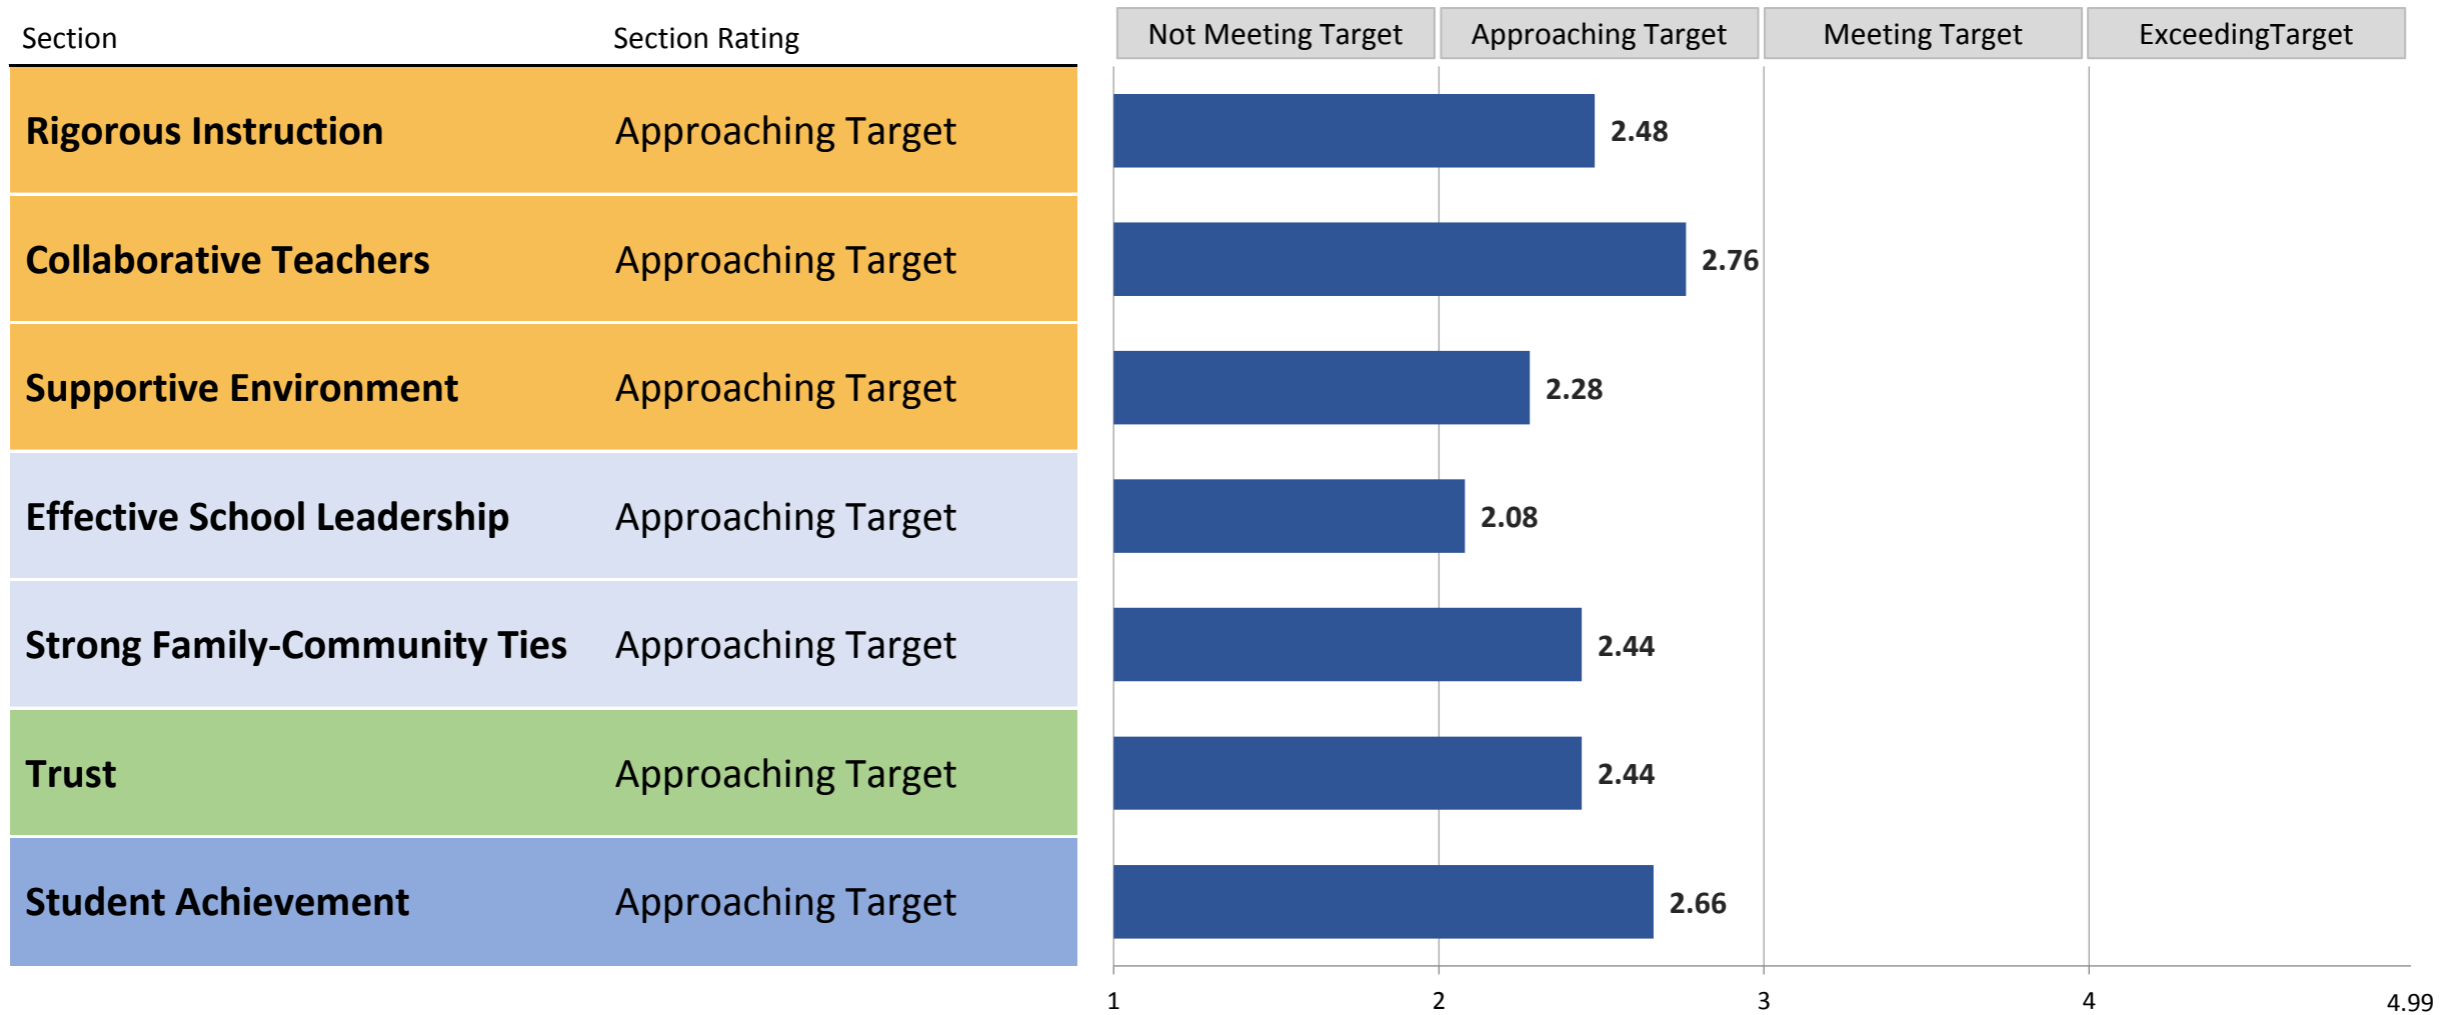 Section Section Rating Not Meeting Target Approaching Target Meeting Target ExceedingTarget
Rigorous Instruction Approaching Target 2.48
Collaborative Teachers Approaching Target 2.76
Supportive Environment Approaching Target 2.28
Effective School Leadership Approaching Target 2.08
Strong Family-Community Ties Approaching Target 2.44
Trust Approaching Target 2.44
Student Achievement Approaching Target 2.66
1 2 3 4 4.99